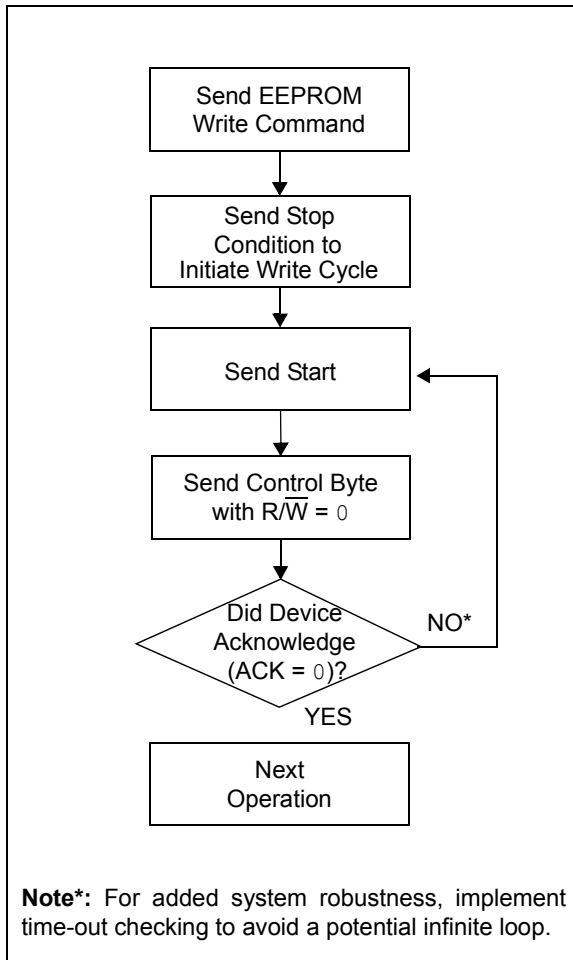 Send EEPROM
Write Command
Send Stop
Condition to
Initiate Write Cycle
Send Start
Send Control Byte
with R/W̅ = 0
Did Device
Acknowledge
(ACK = 0)?
NO*
YES
Next
Operation
Note*: For added system robustness, implement
time-out checking to avoid a potential infinite loop.